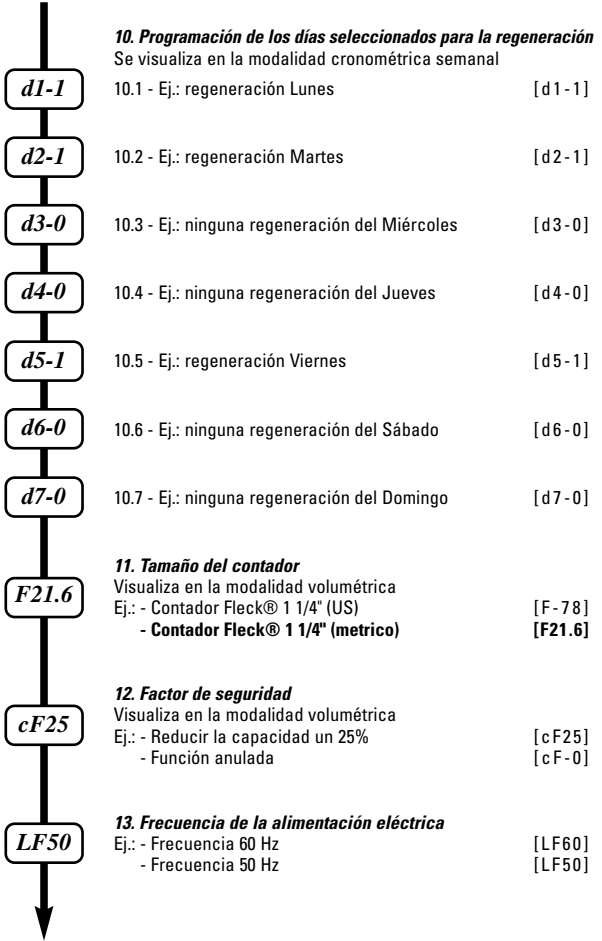 10. Programación de los días seleccionados para la regeneración
Se visualiza en la modalidad cronométrica semanal
d1-1
10.1 - Ej.: regeneración Lunes [d1-1]
d2-1
10.2 - Ej.: regeneración Martes [d2-1]
d3-0
10.3 - Ej.: ninguna regeneración del Miércoles [d3-0]
d4-0
10.4 - Ej.: ninguna regeneración del Jueves [d4-0]
d5-1
10.5 - Ej.: regeneración Viernes [d5-1]
d6-0
10.6 - Ej.: ninguna regeneración del Sábado [d6-0]
d7-0
10.7 - Ej.: ninguna regeneración del Domingo [d7-0]
11. Tamaño del contador
F21.6
Visualiza en la modalidad volumétrica
Ej.: - Contador Fleck® 1 1/4" (US) [F-78]
- Contador Fleck® 1 1/4" (metrico) [F21.6]
12. Factor de seguridad
cF25
Visualiza en la modalidad volumétrica
Ej.: - Reducir la capacidad un 25% [cF25]
- Función anulada [cF-0]
13. Frecuencia de la alimentación eléctrica
LF50
Ej.: - Frecuencia 60 Hz [LF60]
- Frecuencia 50 Hz [LF50]